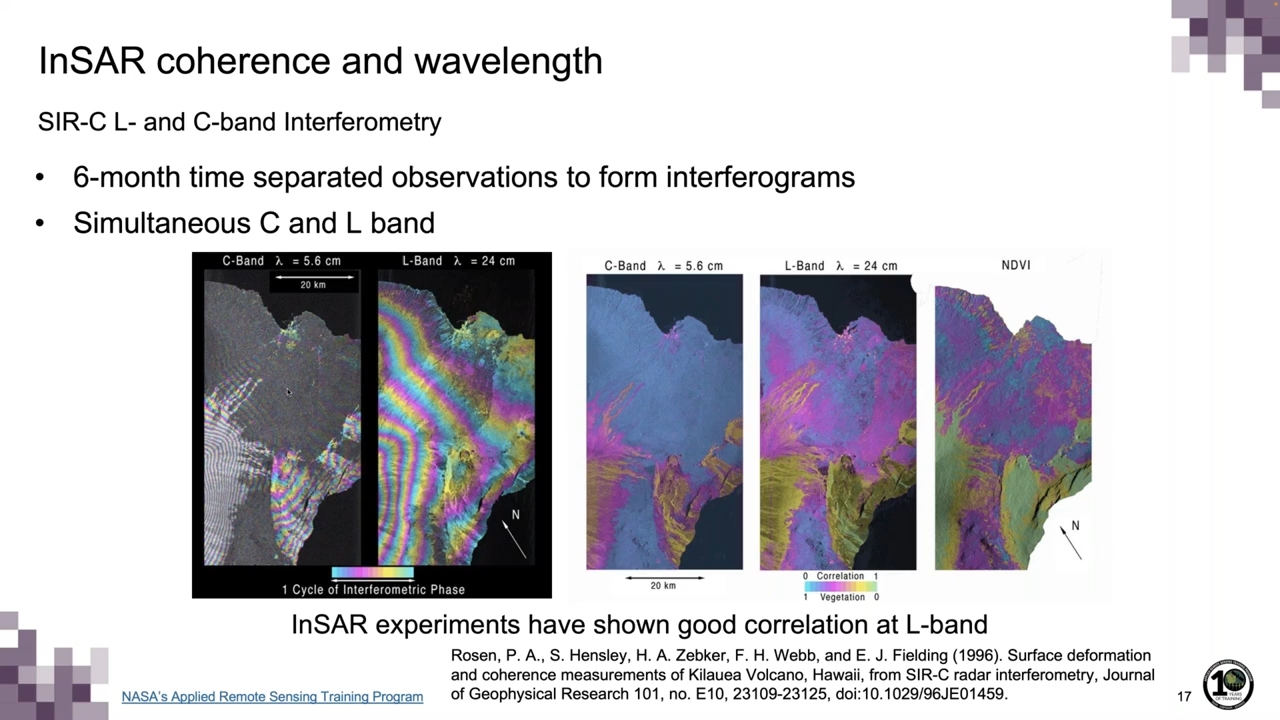 InSAR coherence and wavelength
SIR-C L- and C-band Interferometry
• 6-month time separated observations to form interferograms
• Simultaneous C and L band
C-Band λ = 5.6 cm
L-Band λ = 24 cm
20 km
N
1 Cycle of Interferometric Phase
C-Band λ = 5.6 cm
L-Band λ = 24 cm
NDVI
N
20 km
0 Correlation 1
1 Vegetation 0
InSAR experiments have shown good correlation at L-band
Rosen, P. A., S. Hensley, H. A. Zebker, F. H. Webb, and E. J. Fielding (1996). Surface deformation
and coherence measurements of Kilauea Volcano, Hawaii, from SIR-C radar interferometry, Journal
of Geophysical Research 101, no. E10, 23109-23125, doi:10.1029/96JE01459.
NASA's Applied Remote Sensing Training Program
17
10
YEARS
OF TRAINING